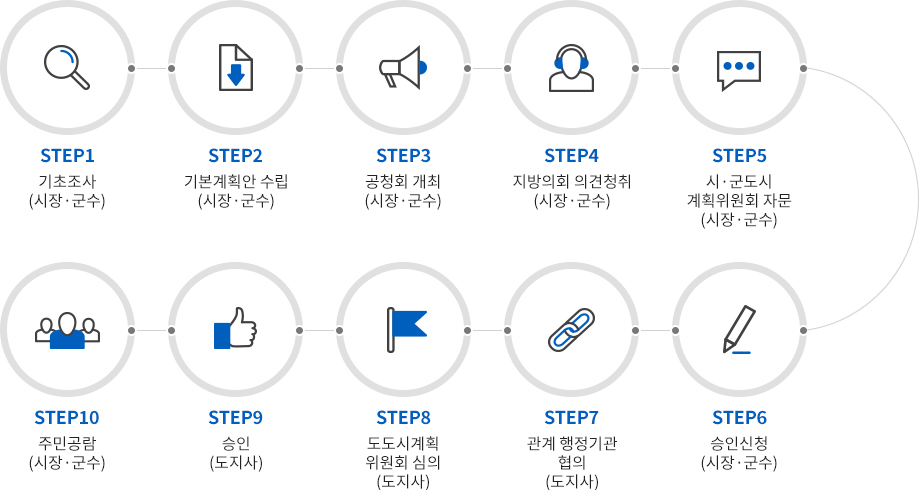 STEP1
기초조사
(시장·군수)
STEP2
기본계획안 수립
(시장·군수)
STEP3
공청회 개최
(시장·군수)
STEP4
지방의회 의견청취
(시장·군수)
STEP5
시·군도시
계획위원회 자문
(시장·군수)
STEP6
승인신청
(시장·군수)
STEP7
관계 행정기관
협의
(도지사)
STEP8
도도시계획
위원회 심의
(도지사)
STEP9
승인
(도지사)
STEP10
주민공람
(시장·군수)